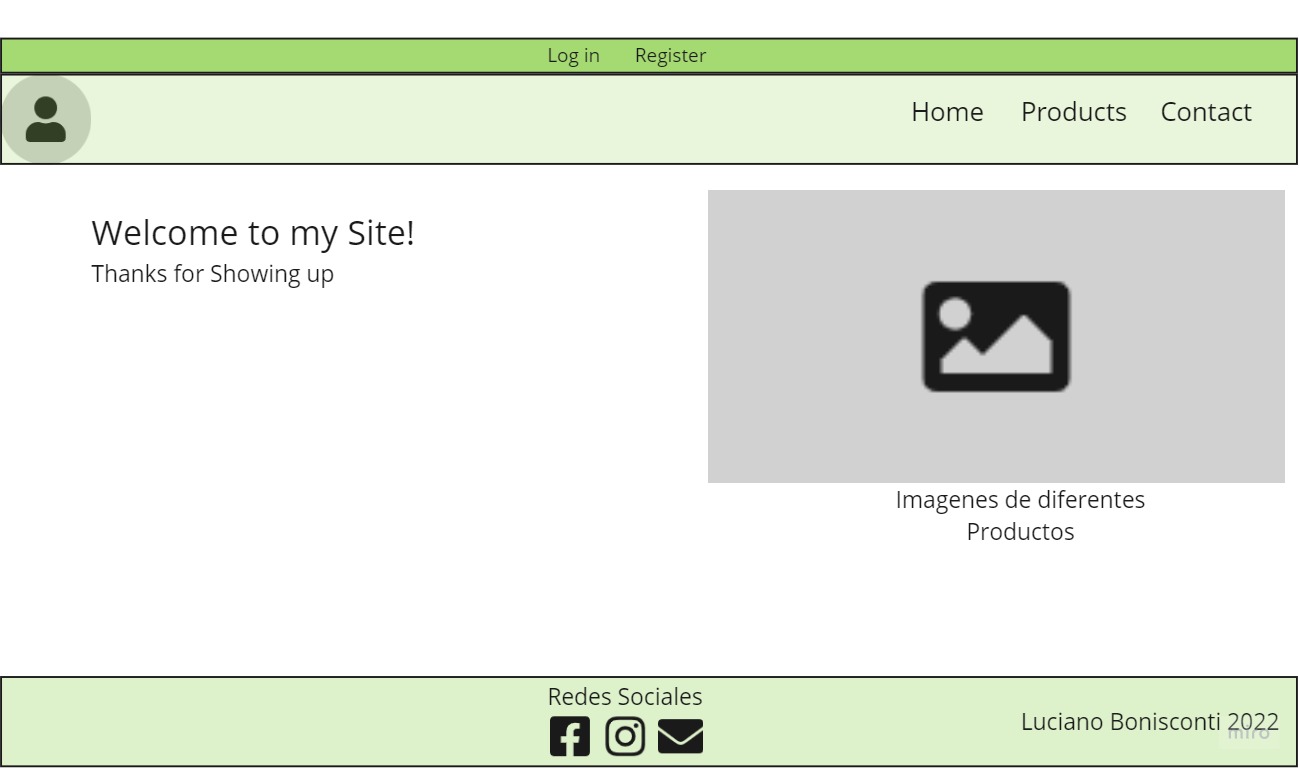 Log in Register
Home Products Contact
Welcome to my Site!
Thanks for Showing up
Imagenes de diferentes
Productos
Redes Sociales
Luciano Bonisconti 2022
miro